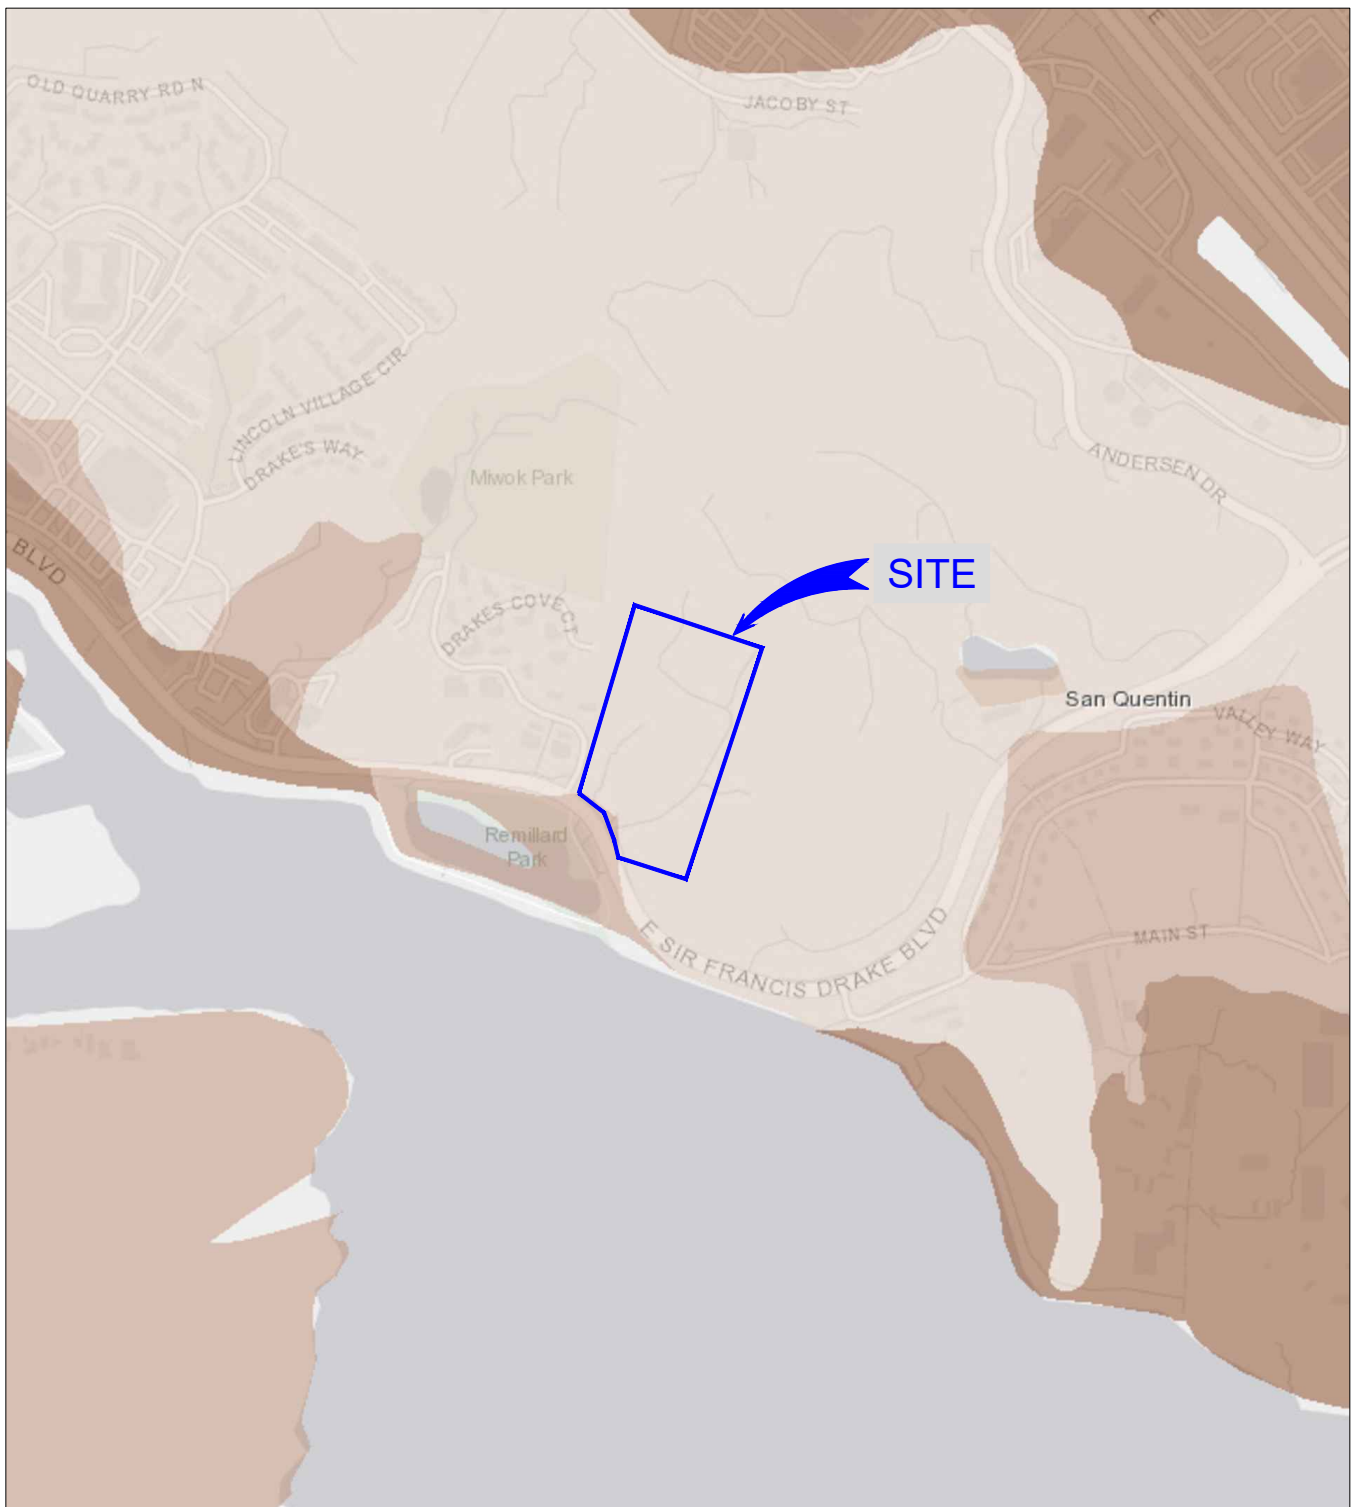 E
OLD QUARRY RD N
JACOBY ST
LINCOLN VILLAGE CIR
DRAKE'S WAY
ANDERSEN DR
Miwok Park
BLVD
SITE
DRAKES COVE CT
San Quentin
VALLEY WAY
Remillard
Park
E SIR FRANCIS DRAKE BLVD
MAIN ST